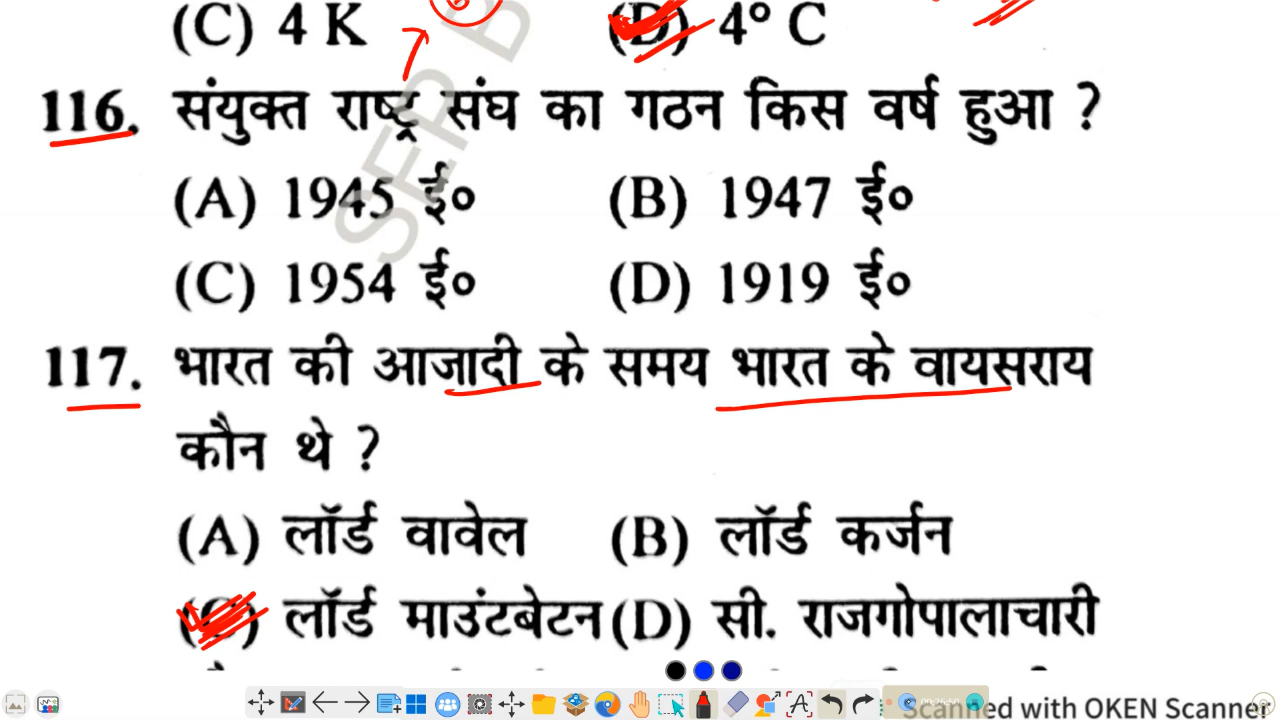 (C) 4 K (D) 4° C
116. संयुक्त राष्ट्र संघ का गठन किस वर्ष हुआ ?
(A) 1945 ई० (B) 1947 ई०
(C) 1954 ई० (D) 1919 ई०
117. भारत की आजादी के समय भारत के वायसराय
कौन थे ?
(A) लॉर्ड वावेल (B) लॉर्ड कर्जन
(C) लॉर्ड माउंटबेटन (D) सी. राजगोपालाचारी
Scanned with OKEN Scanner